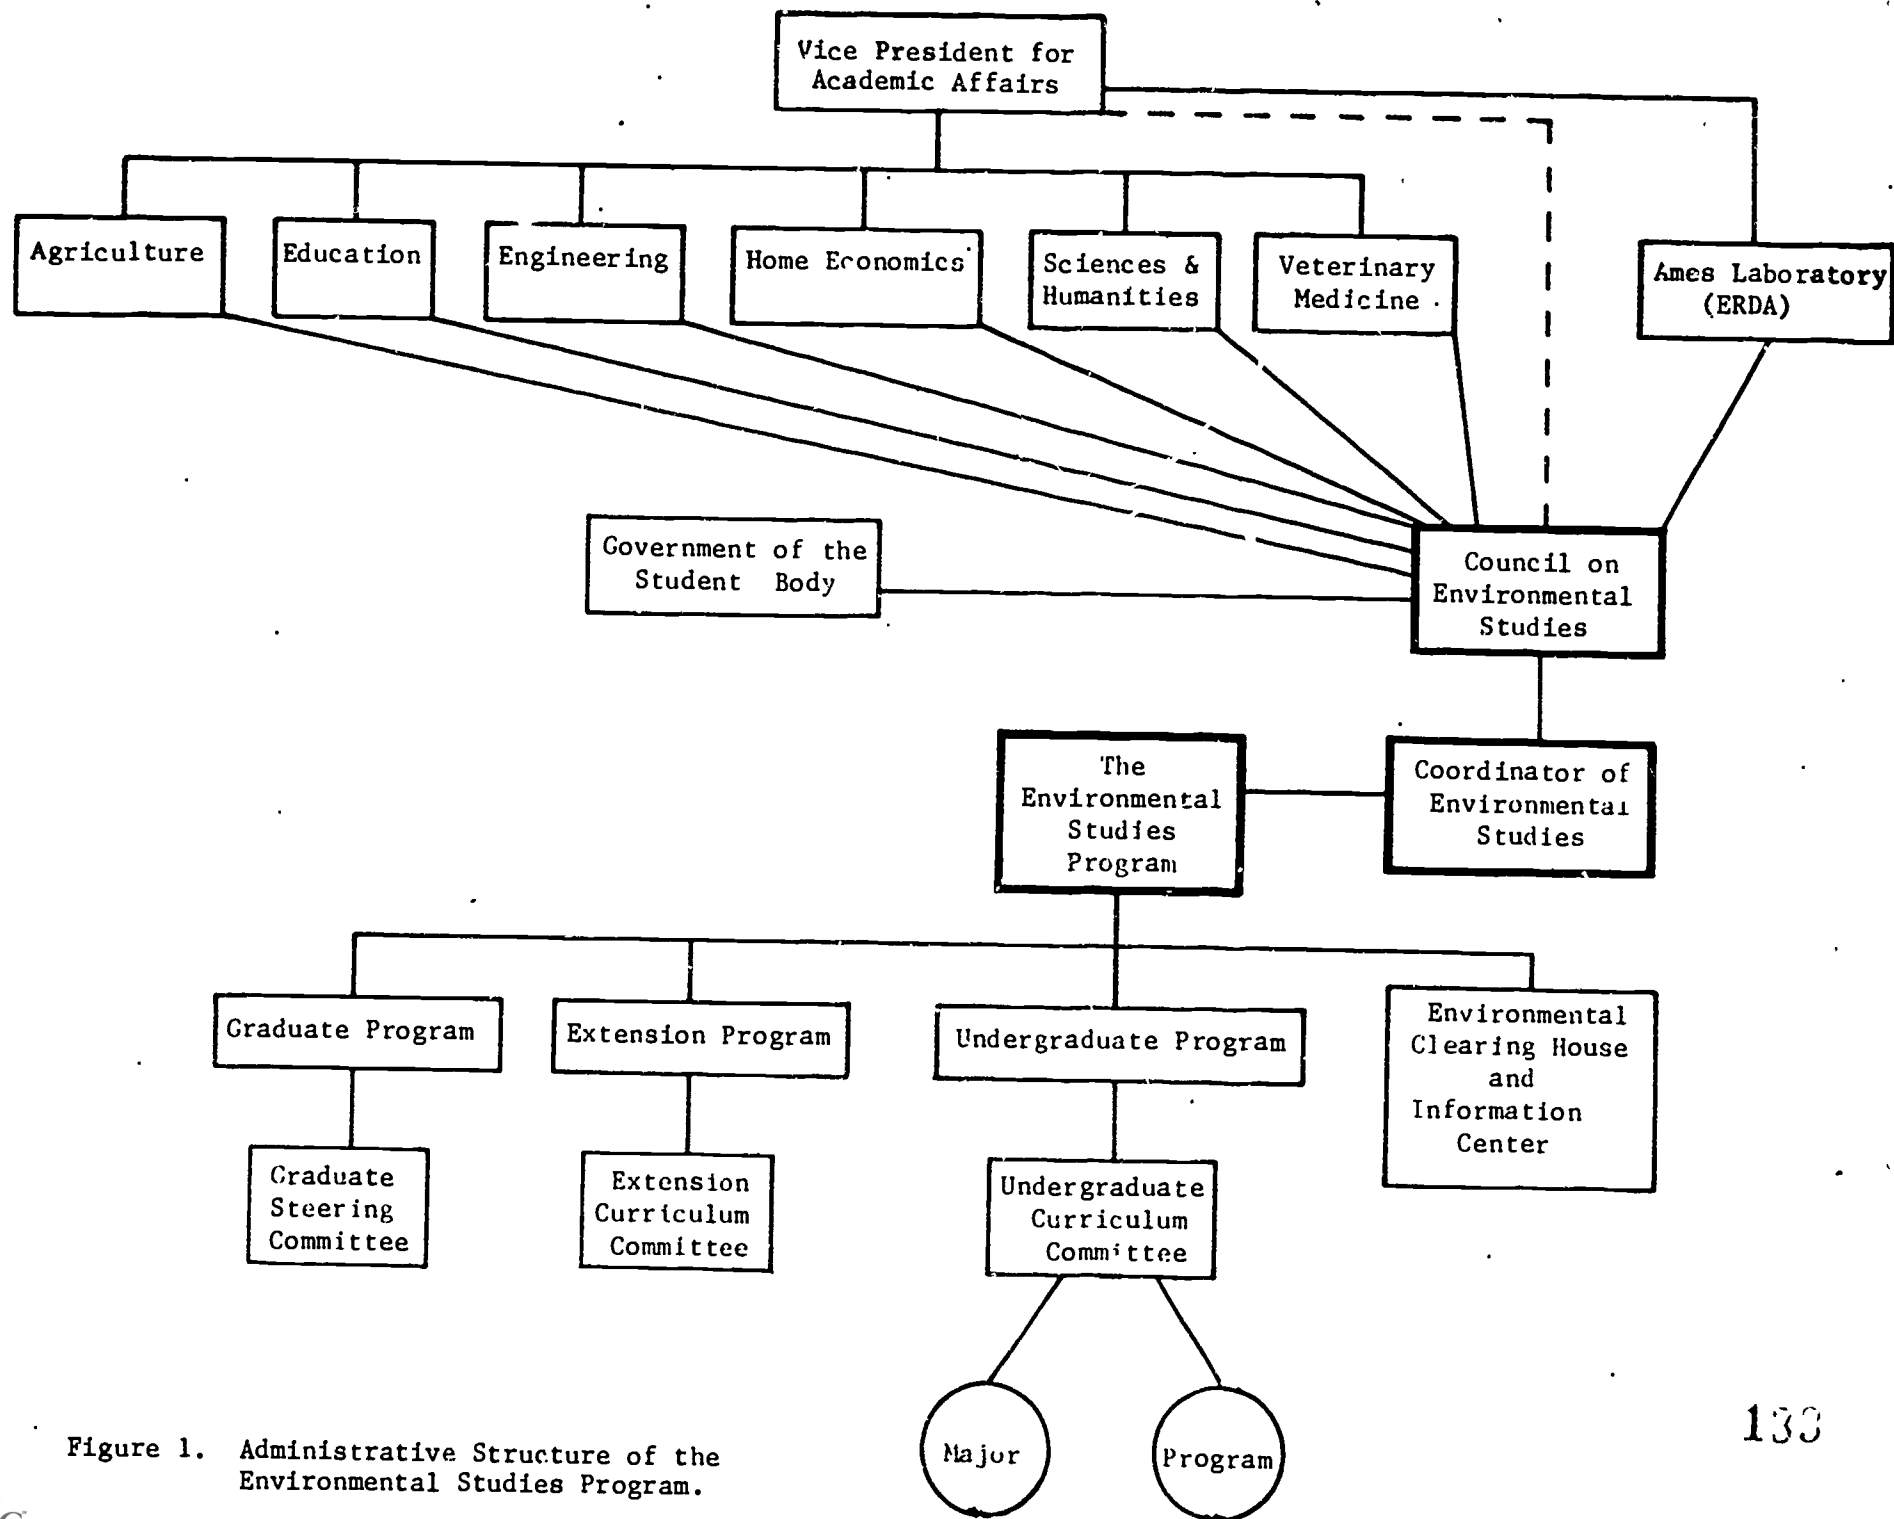 Vice President for
Academic Affairs
Agriculture
Education
Engineering
Home Economics
Sciences &
Humanities
Veterinary
Medicine
Ames Laboratory
(ERDA)
Government of the
Student Body
Council on
Environmental
Studies
The
Environmental
Studies
Program
Coordinator of
Environmental
Studies
Graduate Program
Extension Program
Undergraduate Program
Environmental
Clearing House
and
Information
Center
Graduate
Steering
Committee
Extension
Curriculum
Committee
Undergraduate
Curriculum
Committee
Major
Program
Figure 1. Administrative Structure of the
Environmental Studies Program.